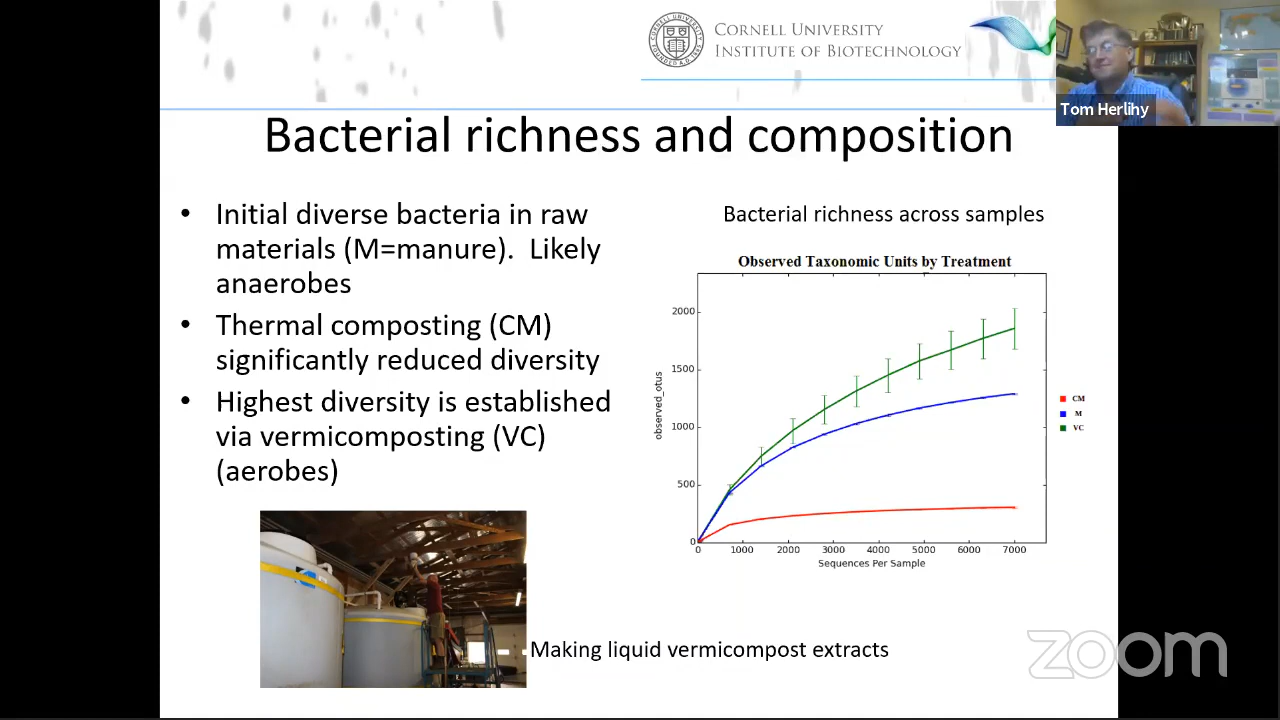 CORNELL UNIVERSITY
INSTITUTE OF BIOTECHNOLOGY
Tom Herlihy
Bacterial richness and composition
• Initial diverse bacteria in raw
materials (M=manure).  Likely
anaerobes
• Thermal composting (CM)
significantly reduced diversity
• Highest diversity is established
via vermicomposting (VC)
(aerobes)
Bacterial richness across samples
Observed Taxonomic Units by Treatment
2000
1500
1000
500
0
observed_otus
0 1000 2000 3000 4000 5000 6000 7000
Sequences Per Sample
CM
M
VC
Making liquid vermicompost extracts
zoom